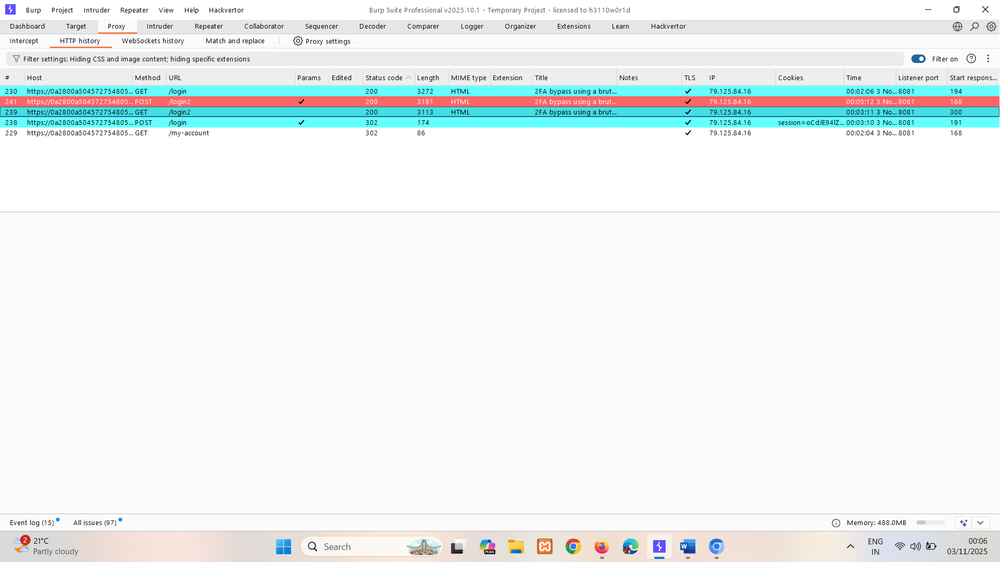 Burp Project Intruder Repeater View Help Hackvertor Burp Suite Professional v2025.10.1 - Temporary Project - licensed to h3110w0r1d
Dashboard Target Proxy Intruder Repeater Collaborator Sequencer Decoder Comparer Logger Organizer Extensions Learn Hackvertor
Intercept HTTP history WebSockets history Match and replace Proxy settings
Filter settings: Hiding CSS and image content; hiding specific extensions Filter on
# Host Method URL Params Edited Status code Length MIME type Extension Title Notes TLS IP Cookies Time Listener port Start respons...
230 https://0a2800a504572754805... GET /login 200 3272 HTML 2FA bypass using a brut... ✓ 79.125.84.16 00:02:06 3 No... 8081 194
241 https://0a2800a504572754805... POST /login2 ✓ 200 3181 HTML 2FA bypass using a brut... ✓ 79.125.84.16 00:05:12 3 No... 8081 168
239 https://0a2800a504572754805... GET /login2 200 3113 HTML 2FA bypass using a brut... ✓ 79.125.84.16 00:03:11 3 No... 8081 300
238 https://0a2800a504572754805... POST /login ✓ 302 174 ✓ 79.125.84.16 session=oCdJE94lZ... 00:03:10 3 No... 8081 191
229 https://0a2800a504572754805... GET /my-account 302 86 ✓ 79.125.84.16 00:02:04 3 No... 8081 168
Event log (15) All issues (97) Memory: 488.0MB
2 21°C
Partly cloudy
Search
M365
ENG
IN
00:06
03/11/2025